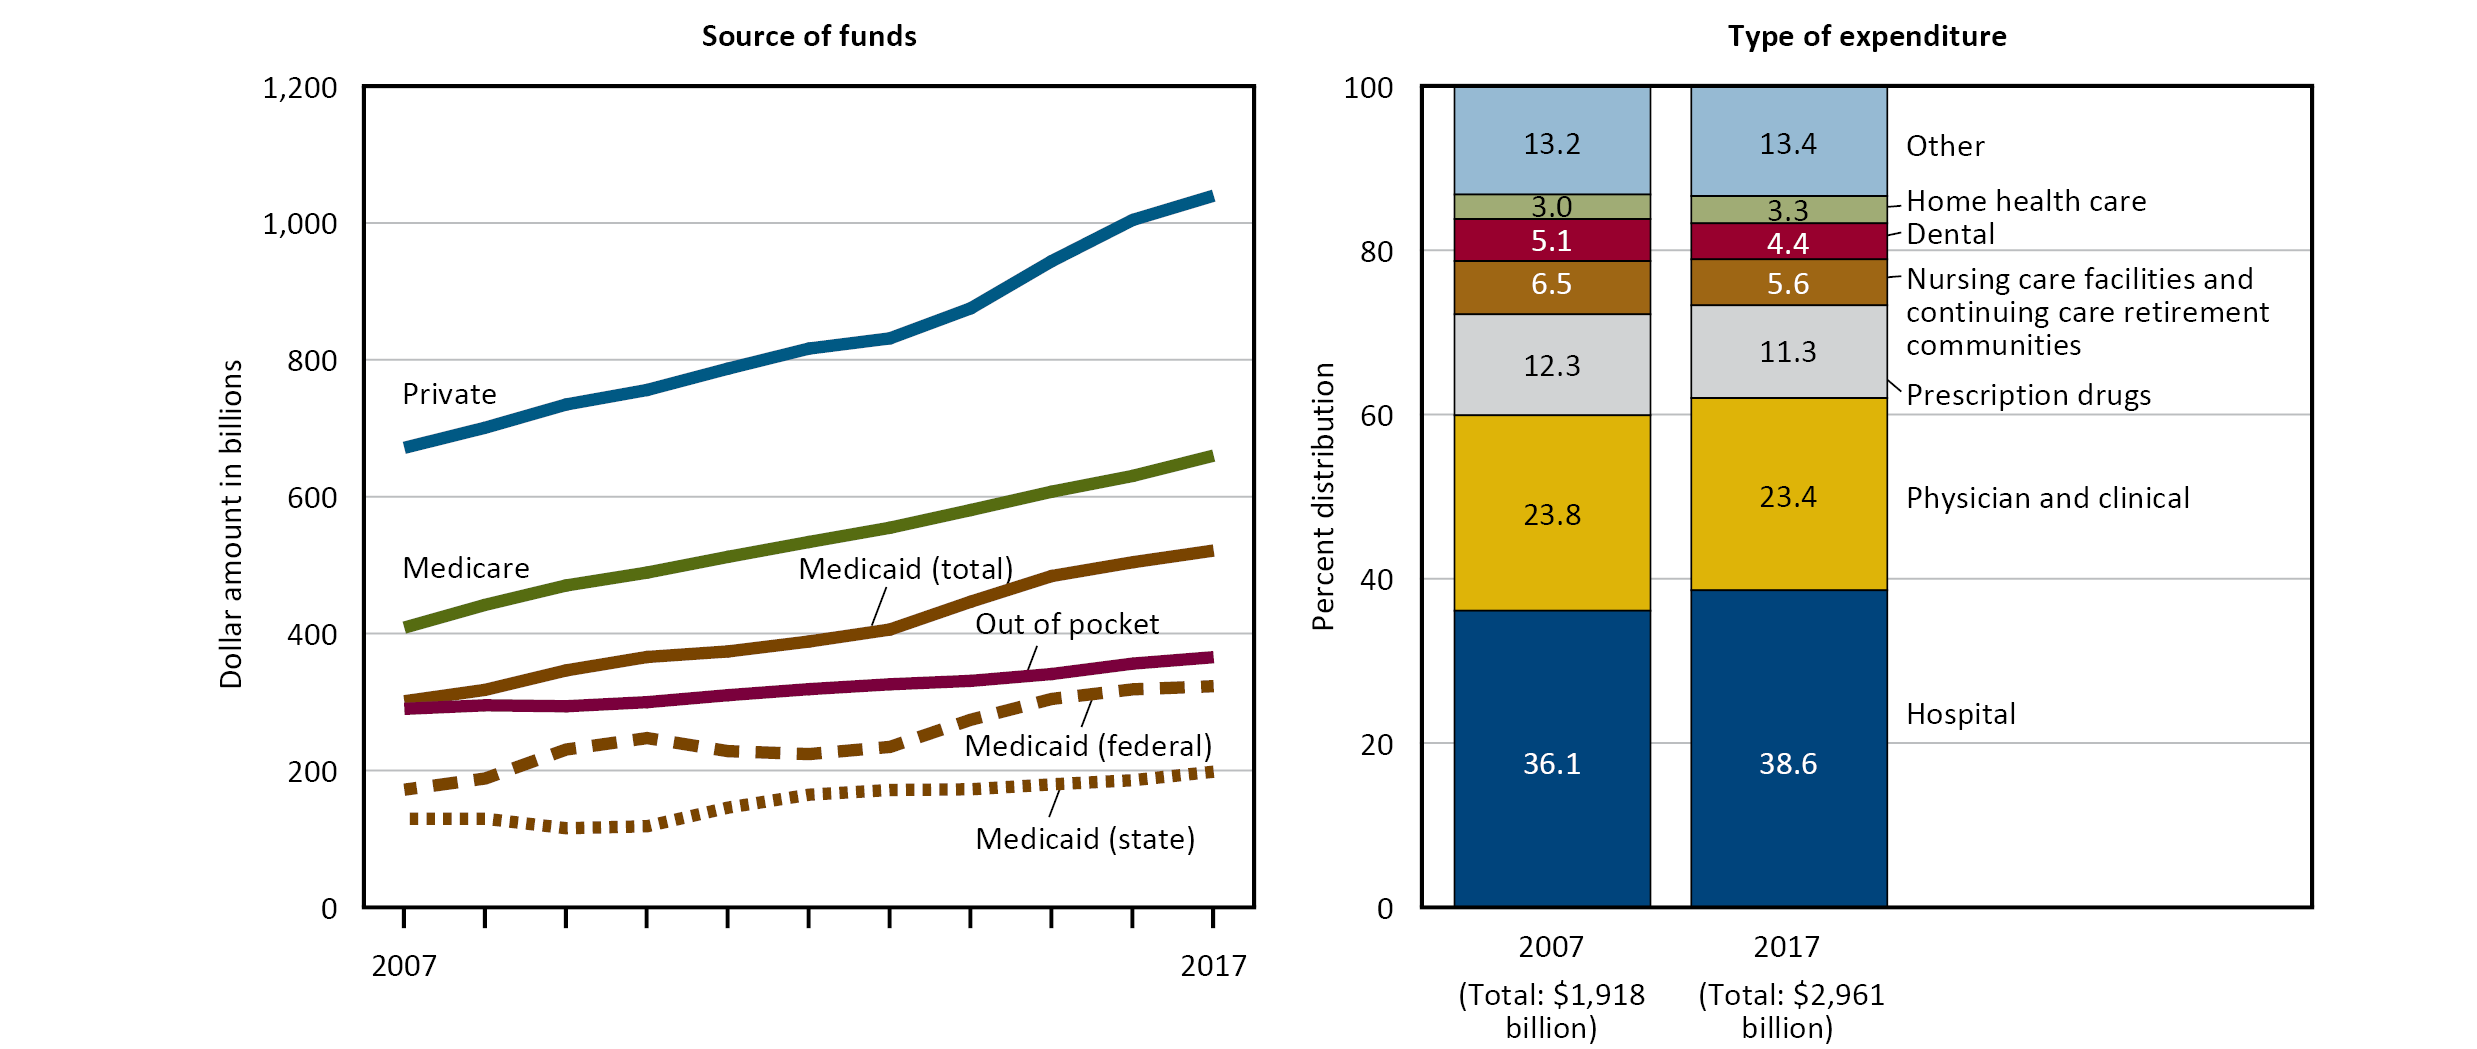 Source of funds
1,200
1,000
800
600
400
200
0
Dollar amount in billions
Private
Medicare
Medicaid (total)
Out of pocket
Medicaid (federal)
Medicaid (state)
2007
2017
Type of expenditure
100
80
60
40
20
0
Percent distribution
13.2
3.0
5.1
6.5
12.3
23.8
36.1
13.4
3.3
4.4
5.6
11.3
23.4
38.6
Other
Home health care
Dental
Nursing care facilities and
continuing care retirement
communities
Prescription drugs
Physician and clinical
Hospital
2007
(Total: $1,918
billion)
2017
(Total: $2,961
billion)